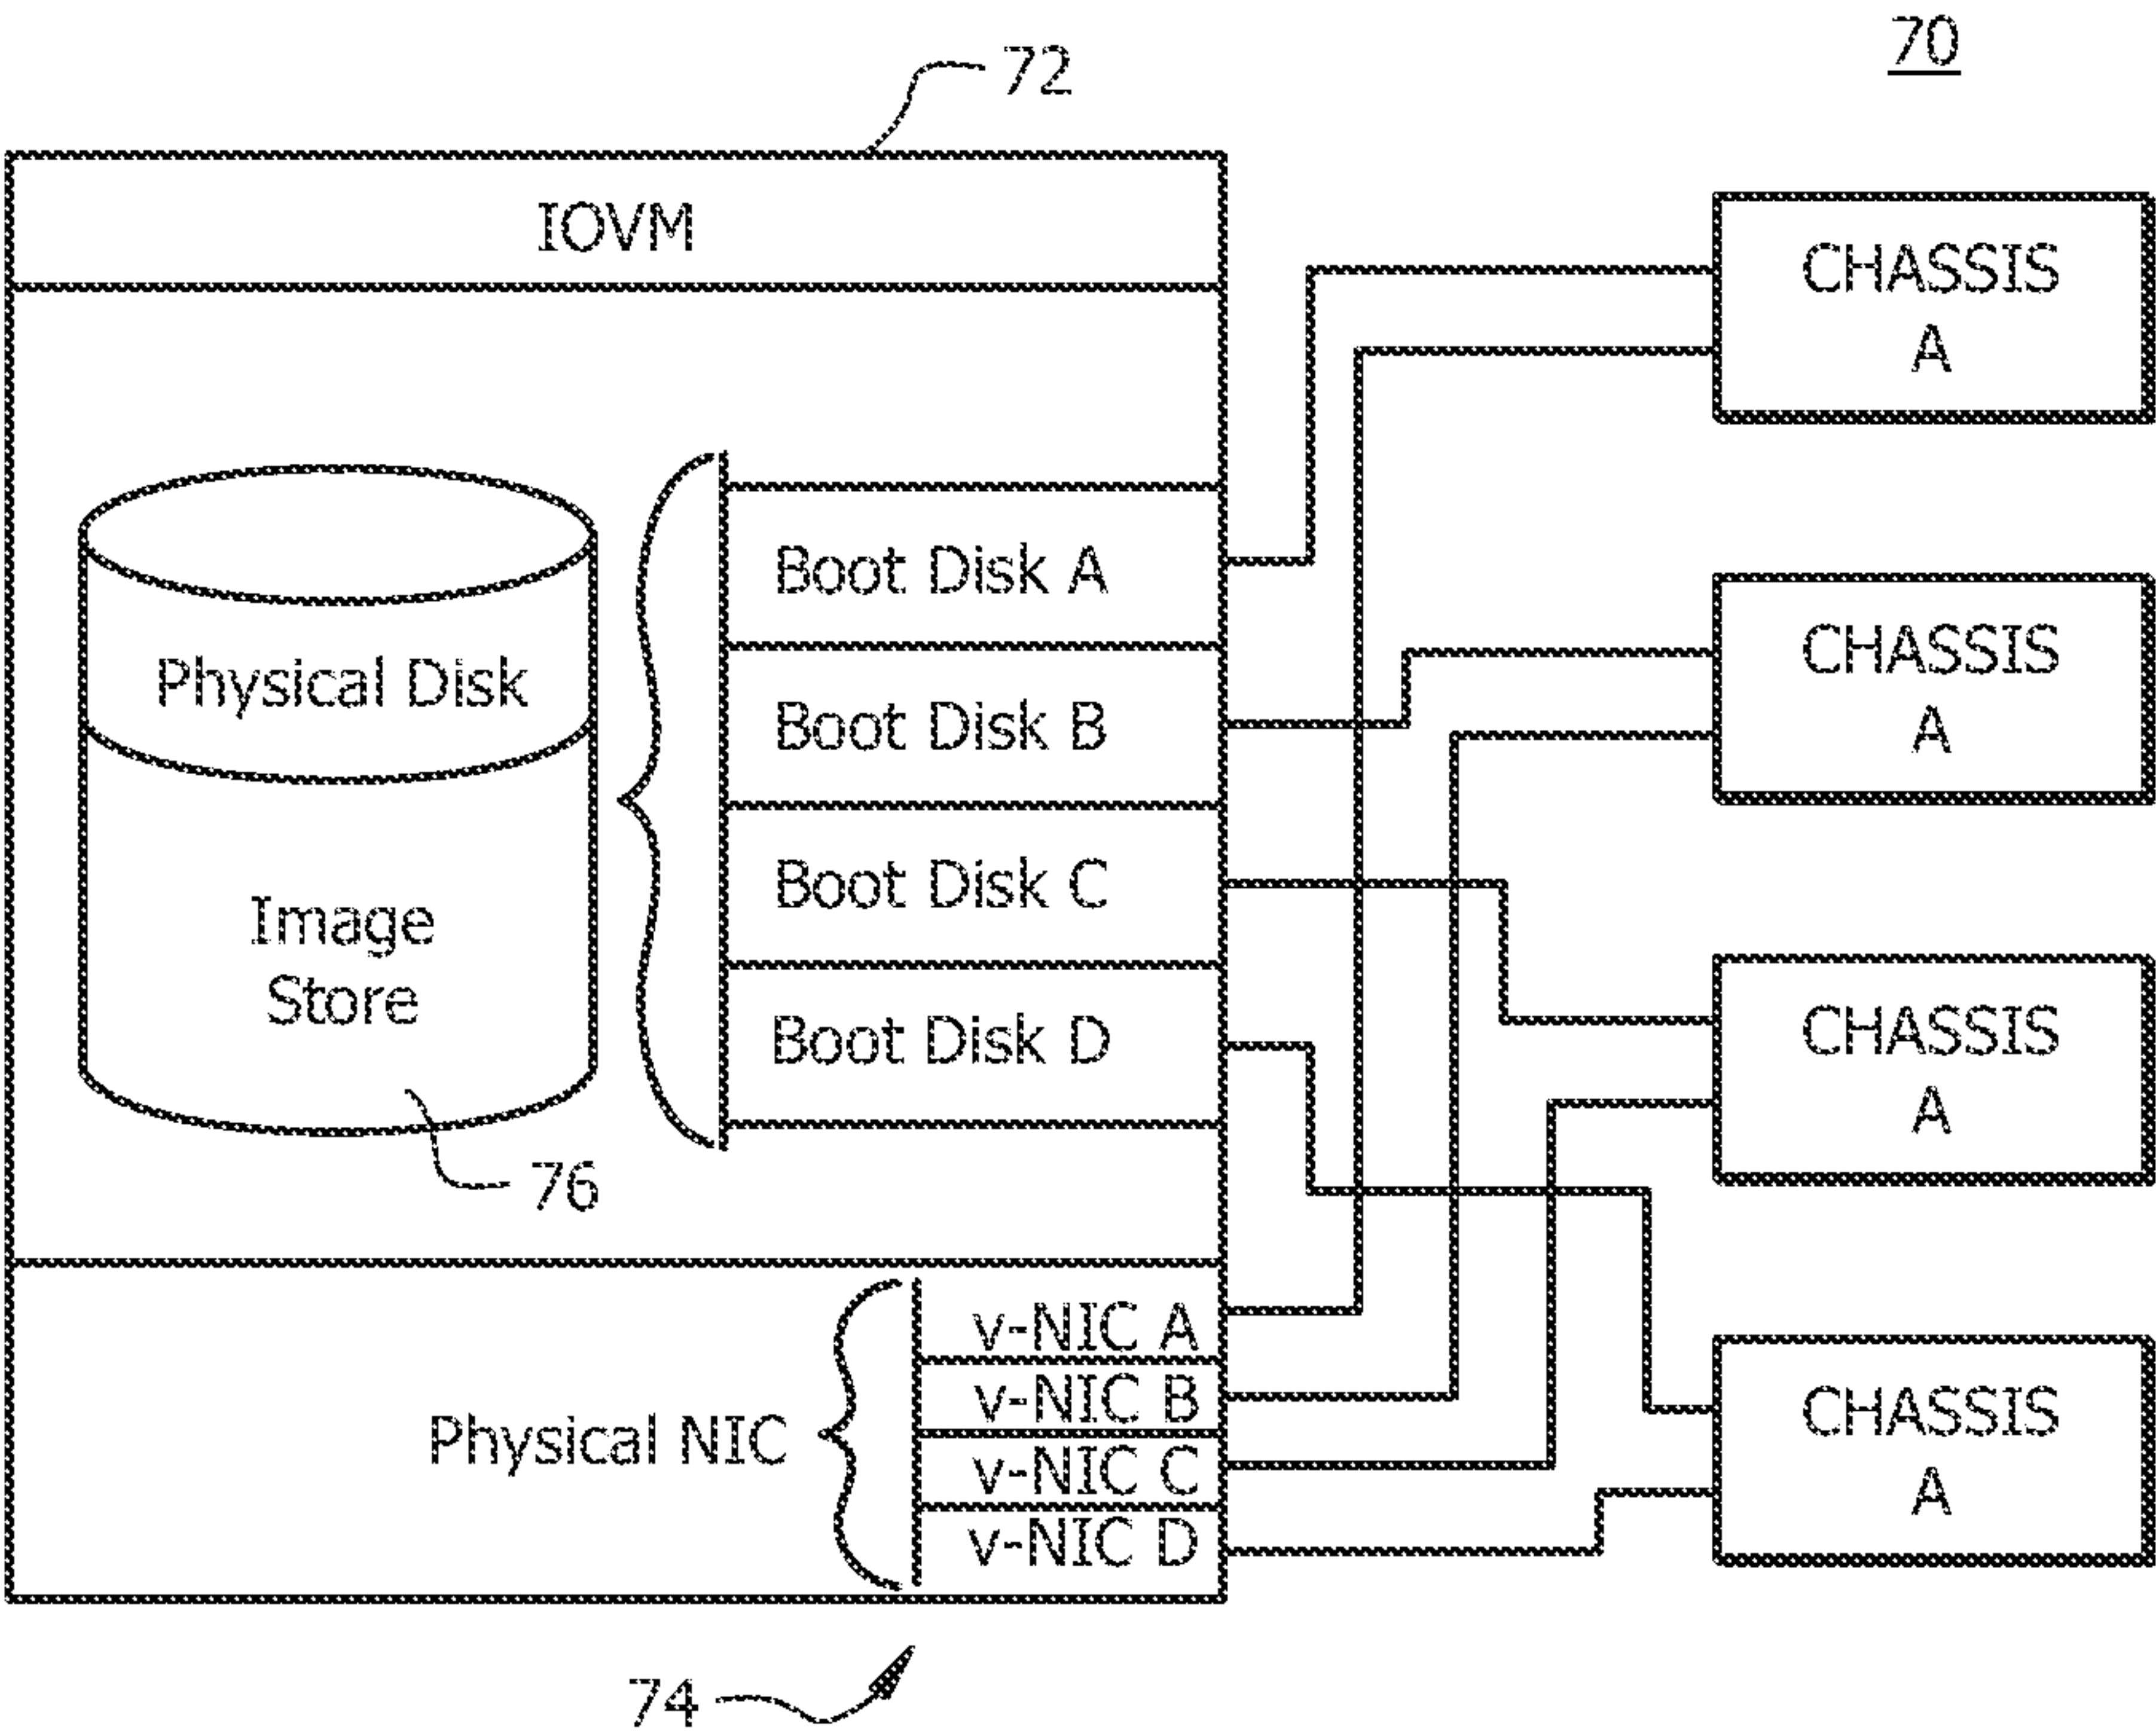 70
72
IOVM
CHASSIS
A
Boot Disk A
Physical Disk
Boot Disk B
CHASSIS
A
Boot Disk C
Image
Store
Boot Disk D
CHASSIS
A
76
v-NIC A
v-NIC B
Physical NIC
v-NIC C
v-NIC D
CHASSIS
A
74